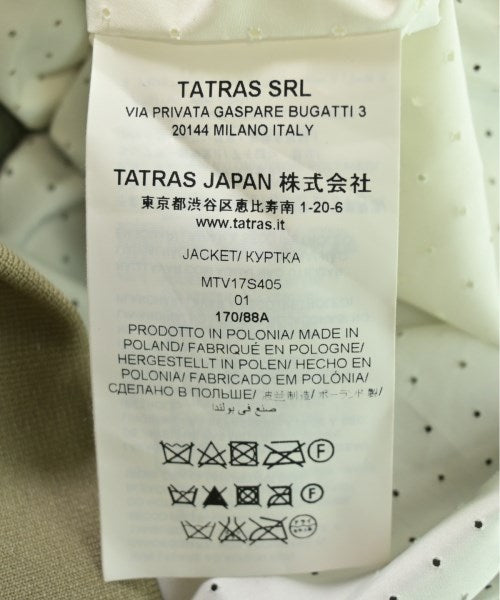 TATRAS SRL
VIA PRIVATA GASPARE BUGATTI 3
20144 MILANO ITALY
TATRAS JAPAN 株式会社
東京都渋谷区恵比寿南 1-20-6
www.tatras.it
JACKET/ КУРТКА
MTV17S405
01
170/88A
PRODOTTO IN POLONIA/ MADE IN
POLAND/ FABRIQUÉ EN POLOGNE/
HERGESTELLT IN POLEN/ HECHO EN
POLONIA/ FABRICADO EM POLÓNIA/
СДЕЛАНО В ПОЛЬШЕ/ 波兰制造/ ポーランド製/
صنع في بولندا
F
F
ドライ